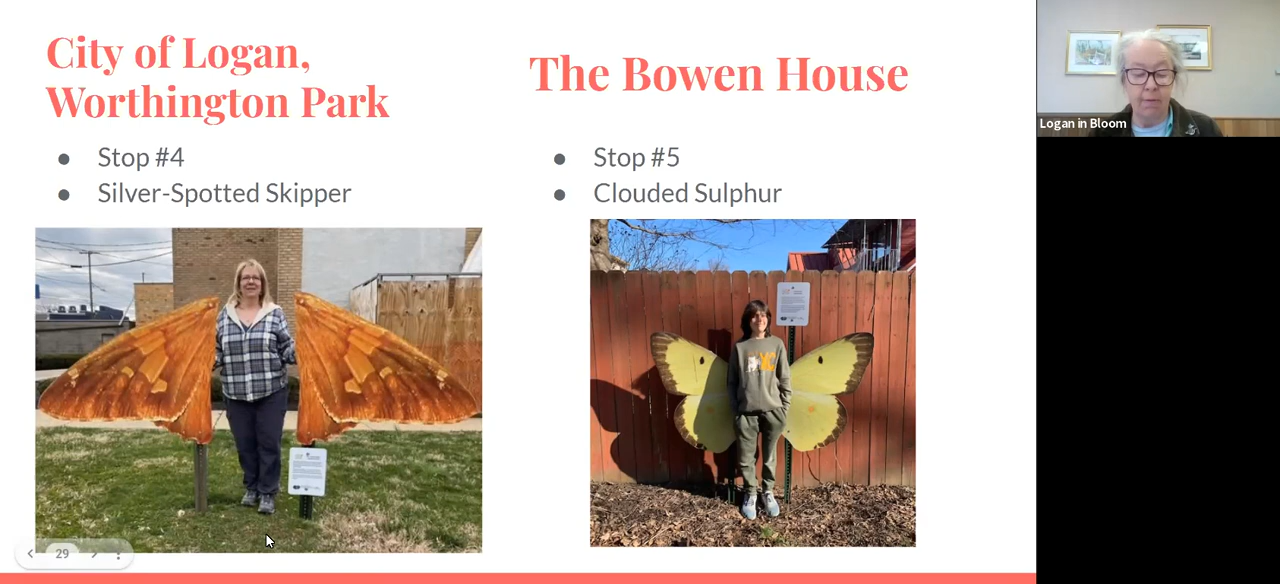 City of Logan,
Worthington Park
● Stop #4
● Silver-Spotted Skipper
The Bowen House
● Stop #5
● Clouded Sulphur
Logan in Bloom
29